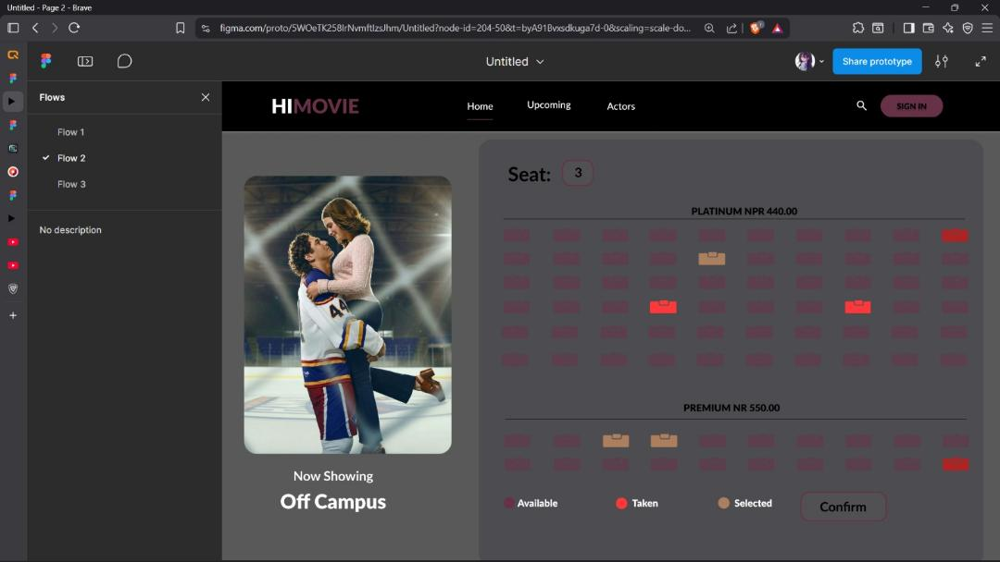 Untitled - Page 2 - Brave
figma.com/proto/5WOeTK258IrNvmftIzsJhm/Untitled?node-id=204-50&t=byA91Bvxsdkuga7d-0&scaling=scale-do...
Untitled
Share prototype
Flows
Flow 1
Flow 2
Flow 3
No description
HIMOVIE
Home
Upcoming
Actors
SIGN IN
Seat: 3
PLATINUM NPR 440.00
44
PREMIUM NR 550.00
Now Showing
Off Campus
Available
Taken
Selected
Confirm